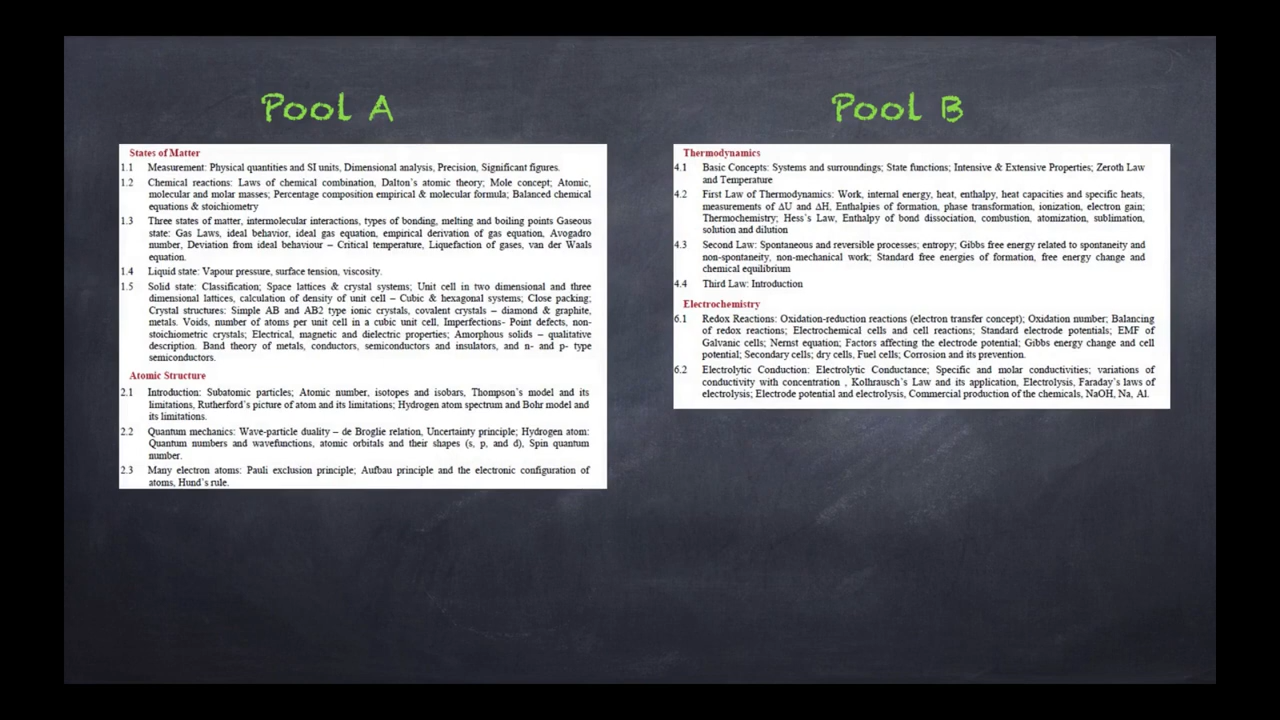 Pool A
States of Matter
1.1 Measurement: Physical quantities and SI units, Dimensional analysis, Precision, Significant figures.
1.2 Chemical reactions: Laws of chemical combination, Dalton's atomic theory; Mole concept; Atomic,
molecular and molar masses; Percentage composition empirical & molecular formula; Balanced chemical
equations & stoichiometry
1.3 Three states of matter, intermolecular interactions, types of bonding, melting and boiling points Gaseous
state: Gas Laws, ideal behavior, ideal gas equation, empirical derivation of gas equation, Avogadro
number, Deviation from ideal behaviour – Critical temperature, Liquefaction of gases, van der Waals
equation.
1.4 Liquid state: Vapour pressure, surface tension, viscosity.
1.5 Solid state: Classification; Space lattices & crystal systems; Unit cell in two dimensional and three
dimensional lattices, calculation of density of unit cell – Cubic & hexagonal systems; Close packing;
Crystal structures: Simple AB and AB2 type ionic crystals, covalent crystals – diamond & graphite,
metals. Voids, number of atoms per unit cell in a cubic unit cell, Imperfections- Point defects, non-
stoichiometric crystals; Electrical, magnetic and dielectric properties; Amorphous solids – qualitative
description. Band theory of metals, conductors, semiconductors and insulators, and n- and p- type
semiconductors.
Atomic Structure
2.1 Introduction: Subatomic particles; Atomic number, isotopes and isobars, Thompson's model and its
limitations, Rutherford's picture of atom and its limitations; Hydrogen atom spectrum and Bohr model and
its limitations.
2.2 Quantum mechanics: Wave-particle duality – de Broglie relation, Uncertainty principle; Hydrogen atom:
Quantum numbers and wavefunctions, atomic orbitals and their shapes (s, p, and d), Spin quantum
number.
2.3 Many electron atoms: Pauli exclusion principle; Aufbau principle and the electronic configuration of
atoms, Hund's rule.
Pool B
Thermodynamics
4.1 Basic Concepts: Systems and surroundings; State functions; Intensive & Extensive Properties; Zeroth Law
and Temperature
4.2 First Law of Thermodynamics: Work, internal energy, heat, enthalpy, heat capacities and specific heats,
measurements of ΔU and ΔH, Enthalpies of formation, phase transformation, ionization, electron gain;
Thermochemistry; Hess's Law, Enthalpy of bond dissociation, combustion, atomization, sublimation,
solution and dilution
4.3 Second Law: Spontaneous and reversible processes; entropy; Gibbs free energy related to spontaneity and
non-spontaneity, non-mechanical work; Standard free energies of formation, free energy change and
chemical equilibrium
4.4 Third Law: Introduction
Electrochemistry
6.1 Redox Reactions: Oxidation-reduction reactions (electron transfer concept); Oxidation number; Balancing
of redox reactions; Electrochemical cells and cell reactions; Standard electrode potentials; EMF of
Galvanic cells; Nernst equation; Factors affecting the electrode potential; Gibbs energy change and cell
potential; Secondary cells; dry cells, Fuel cells; Corrosion and its prevention.
6.2 Electrolytic Conduction: Electrolytic Conductance; Specific and molar conductivities; variations of
conductivity with concentration , Kolhrausch's Law and its application, Electrolysis, Faraday's laws of
electrolysis; Electrode potential and electrolysis, Commercial production of the chemicals, NaOH, Na, Al.